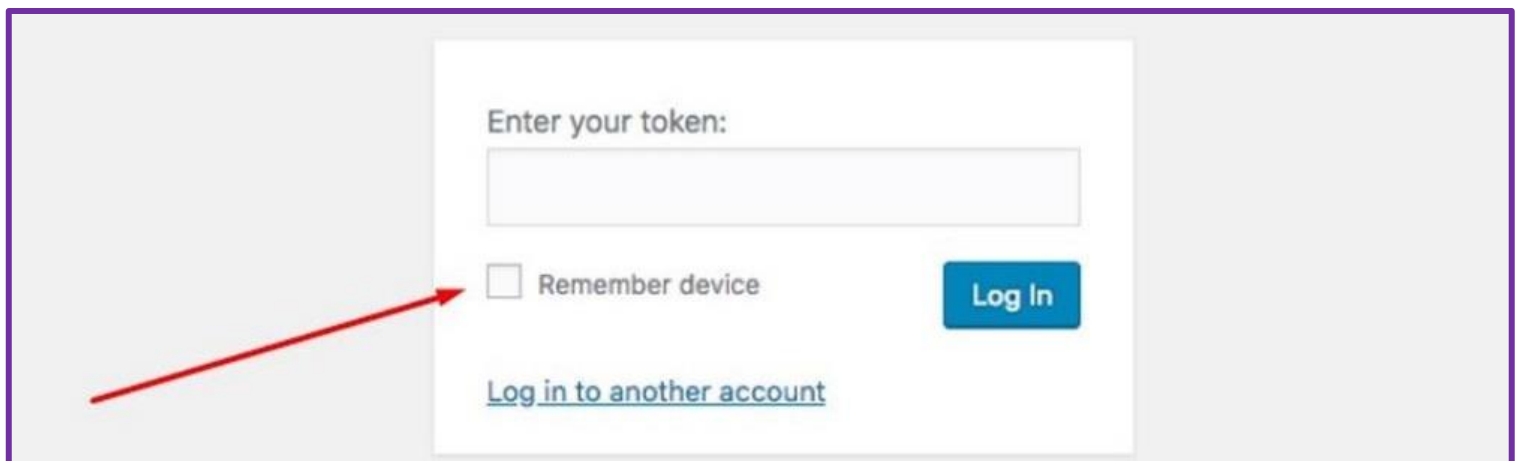 Enter your token:
Remember device
Log In
Log in to another account